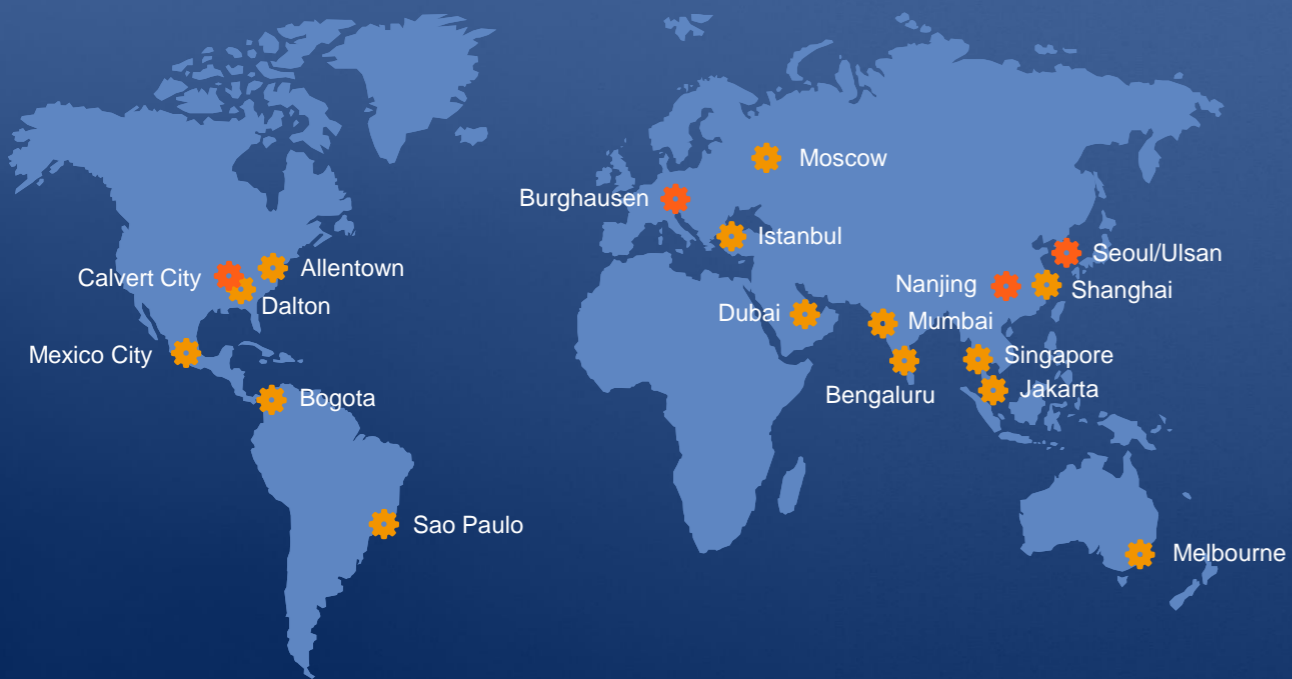 Moscow
Burghausen
Istanbul
Calvert City
Allentown
Dalton
Seoul/Ulsan
Nanjing
Shanghai
Dubai
Mumbai
Mexico City
Singapore
Bengaluru
Jakarta
Bogota
Sao Paulo
Melbourne